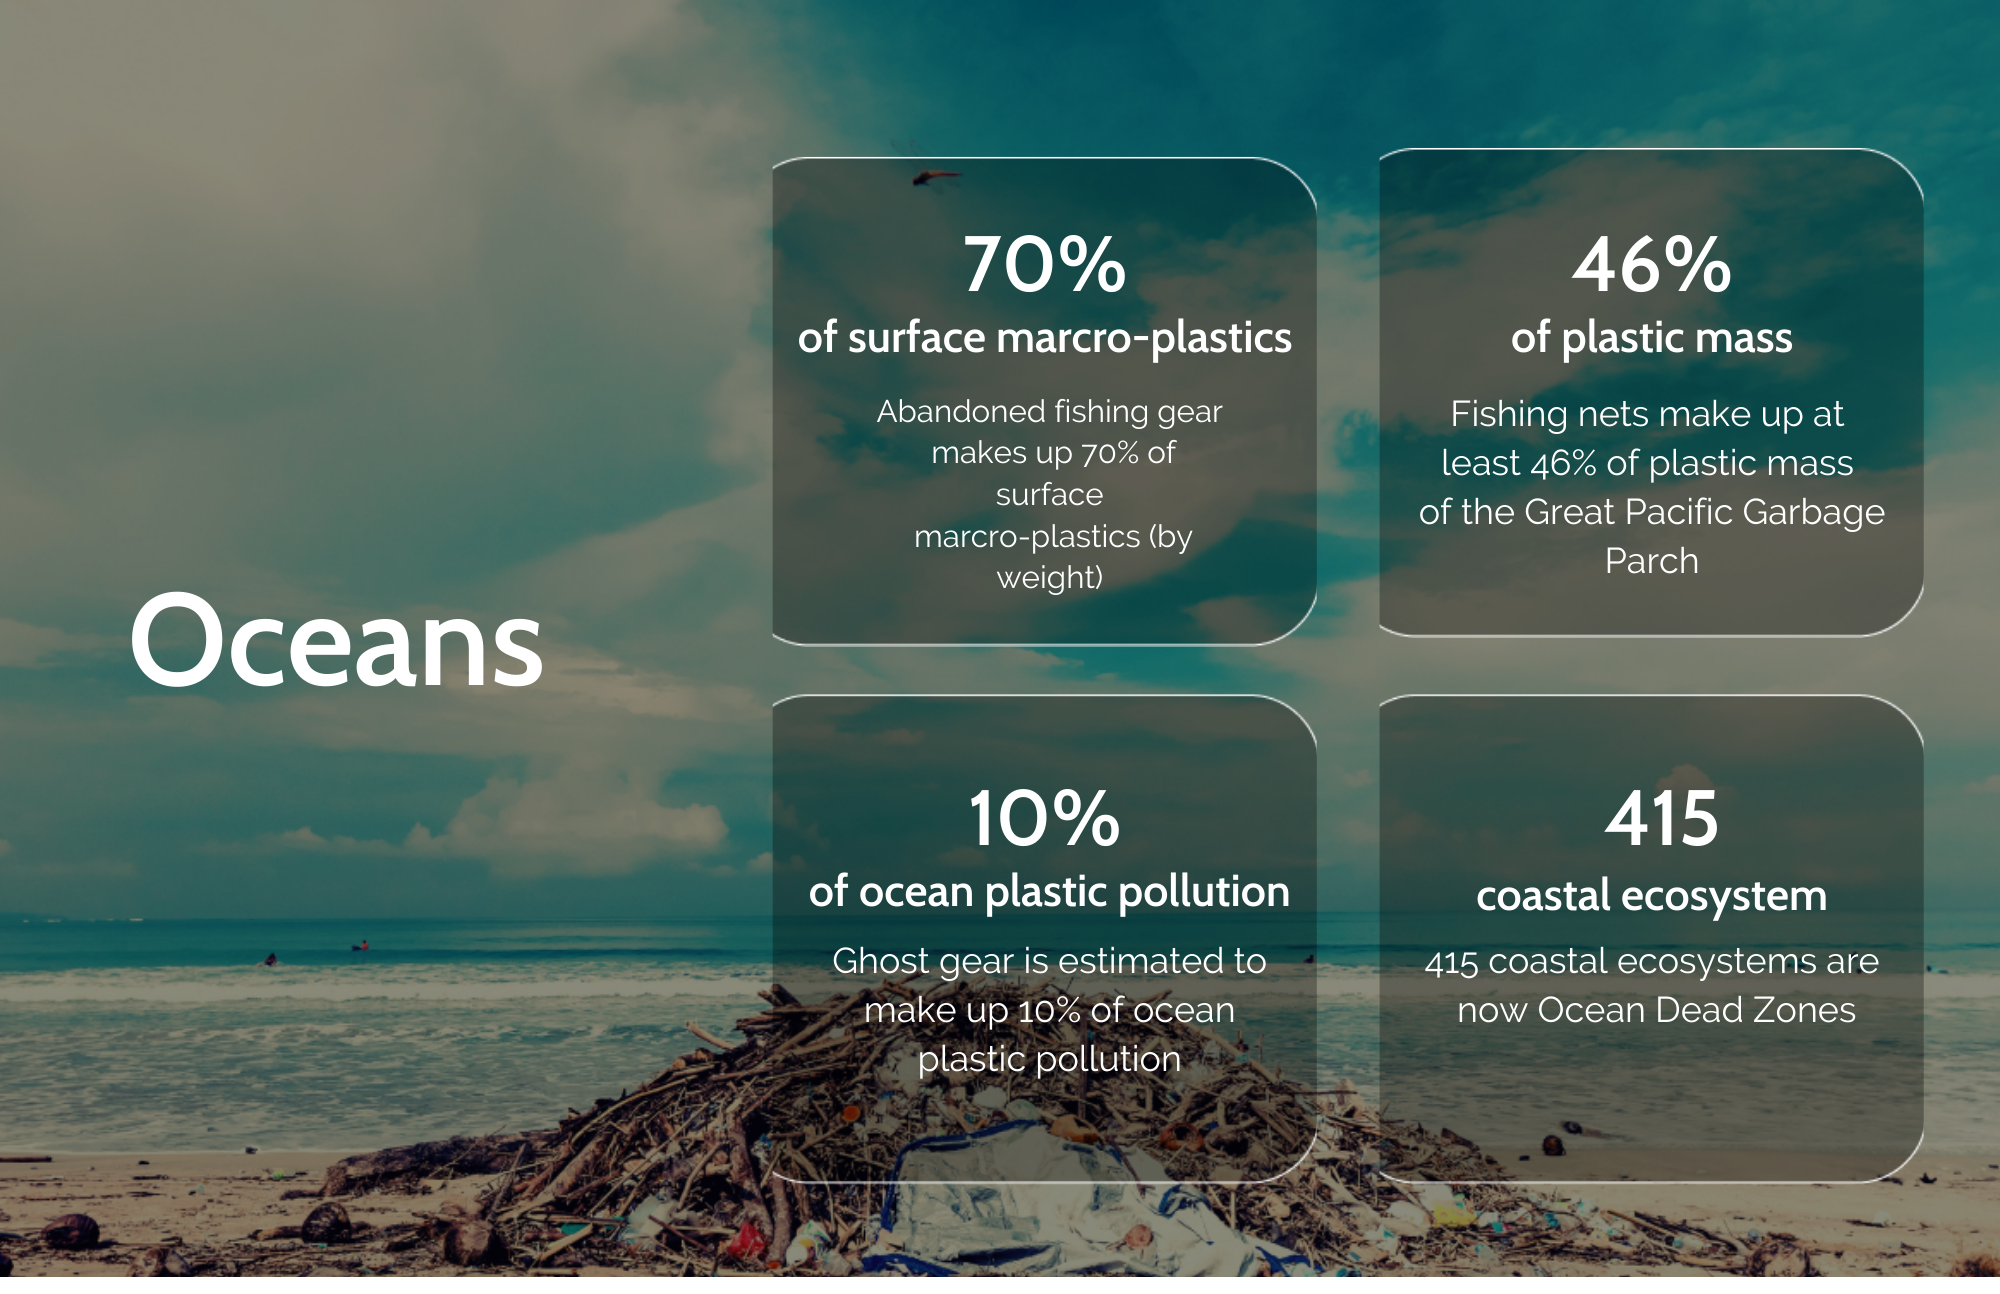 Oceans
70%
of surface marcro-plastics
Abandoned fishing gear
makes up 70% of
surface
marcro-plastics (by
weight)
46%
of plastic mass
Fishing nets make up at
least 46% of plastic mass
of the Great Pacific Garbage
Parch
10%
of ocean plastic pollution
Ghost gear is estimated to
make up 10% of ocean
plastic pollution
415
coastal ecosystem
415 coastal ecosystems are
now Ocean Dead Zones